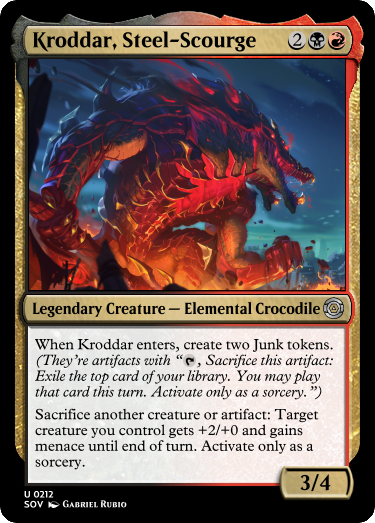 Kroddar, Steel-Scourge 2
Legendary Creature — Elemental Crocodile
When Kroddar enters, create two Junk tokens.
(They're artifacts with “, Sacrifice this artifact:
Exile the top card of your library. You may play
that card this turn. Activate only as a sorcery.”)
Sacrifice another creature or artifact: Target
creature you control gets +2/+0 and gains
menace until end of turn. Activate only as a
sorcery.
3/4
U 0212
SOV Gabriel Rubio